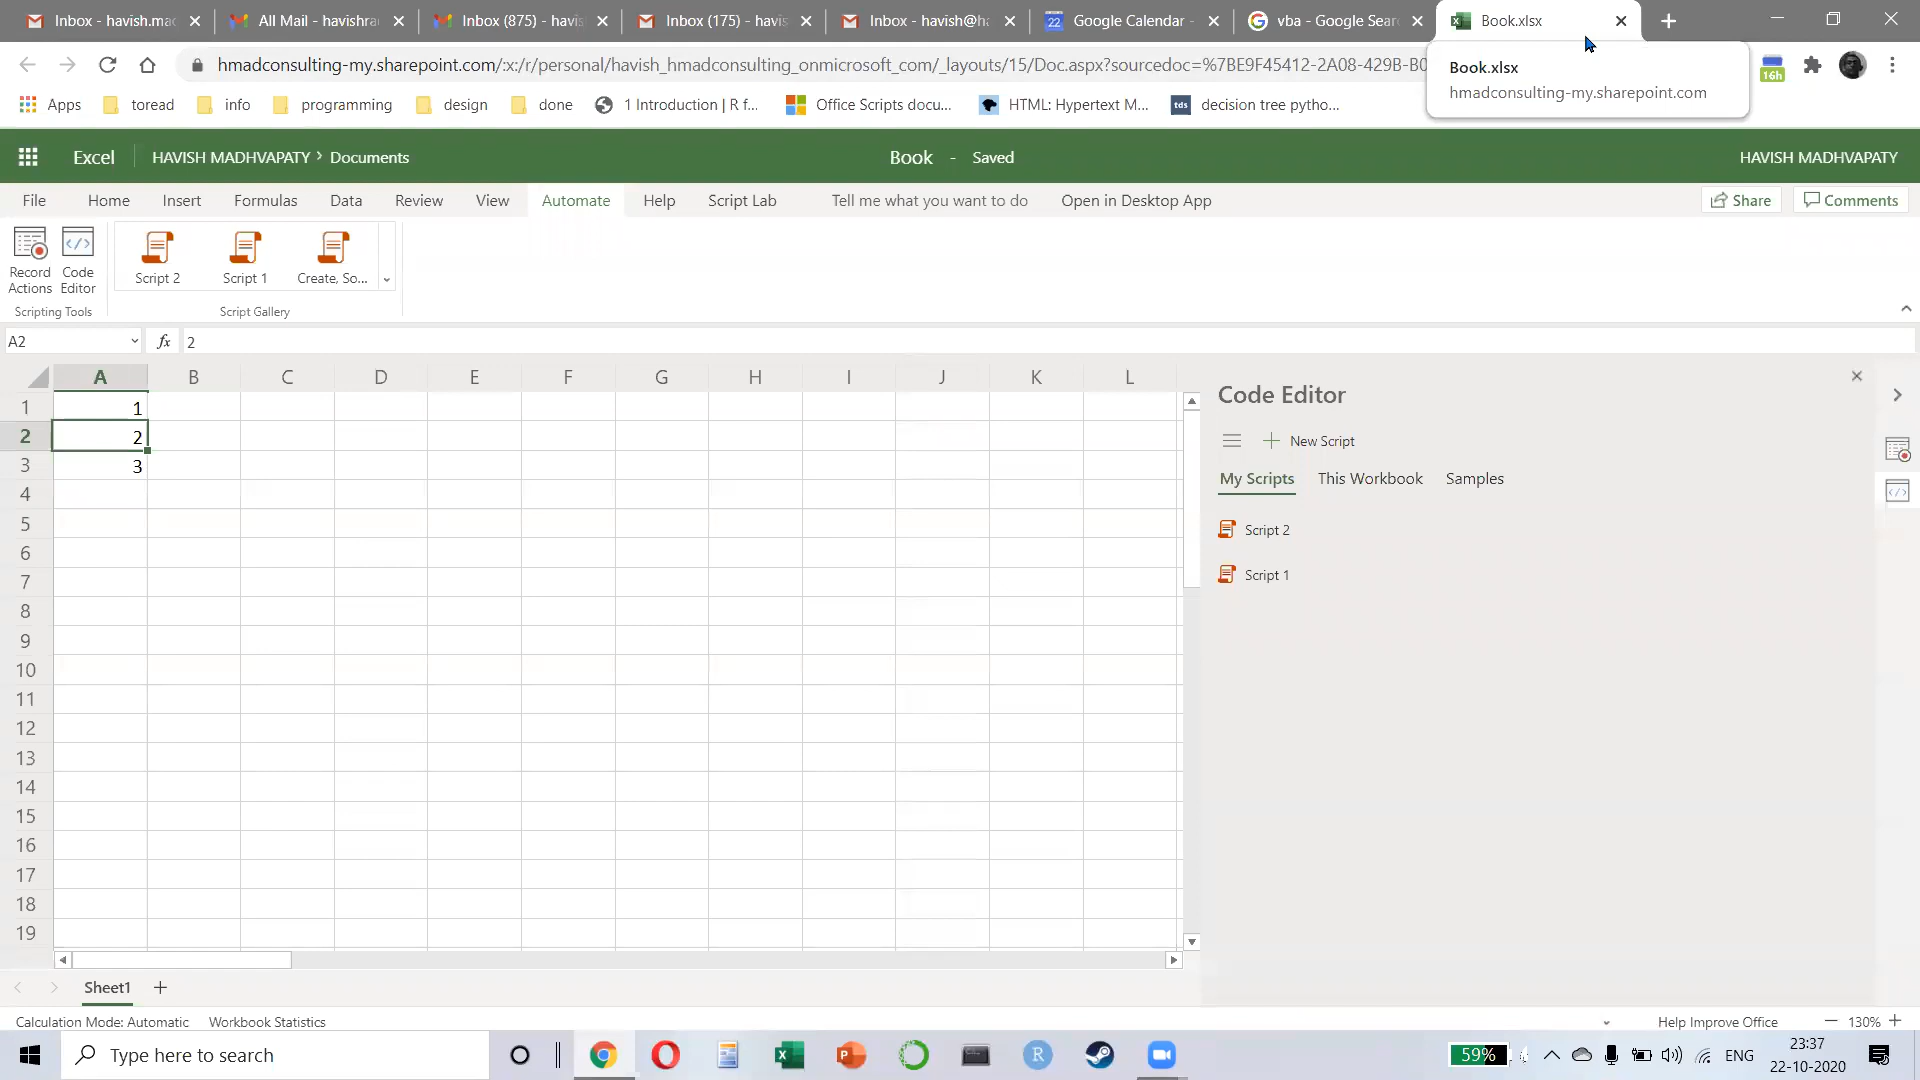 Inbox - havish.mac
All Mail - havishra
Inbox (875) - havis
Inbox (175) - havis
Inbox - havish@ha
22
Google Calendar -
vba - Google Sear
Book.xlsx
hmadconsulting-my.sharepoint.com/:x:/r/personal/havish_hmadconsulting_onmicrosoft_com/_layouts/15/Doc.aspx?sourcedoc=%7BE9F45412-2A08-429B-B0
Book.xlsx
hmadconsulting-my.sharepoint.com
16h
Apps
toread
info
programming
design
done
1 Introduction | R f...
Office Scripts docu...
HTML: Hypertext M...
tds
decision tree pytho...
Excel
HAVISH MADHVAPATY > Documents
Book - Saved
HAVISH MADHVAPATY
File
Home
Insert
Formulas
Data
Review
View
Automate
Help
Script Lab
Tell me what you want to do
Open in Desktop App
Share
Comments
Record Actions
Code Editor
Script 2
Script 1
Create, So...
Scripting Tools
Script Gallery
A2
fx
2
A B C D E F G H I J K L
1 1
2 2
3 3
4
5
6
7
8
9
10
11
12
13
14
15
16
17
18
19
Code Editor
New Script
My Scripts
This Workbook
Samples
Script 2
Script 1
Sheet1
Calculation Mode: Automatic
Workbook Statistics
Help Improve Office
130%
Type here to search
R
59%
ENG
23:37
22-10-2020